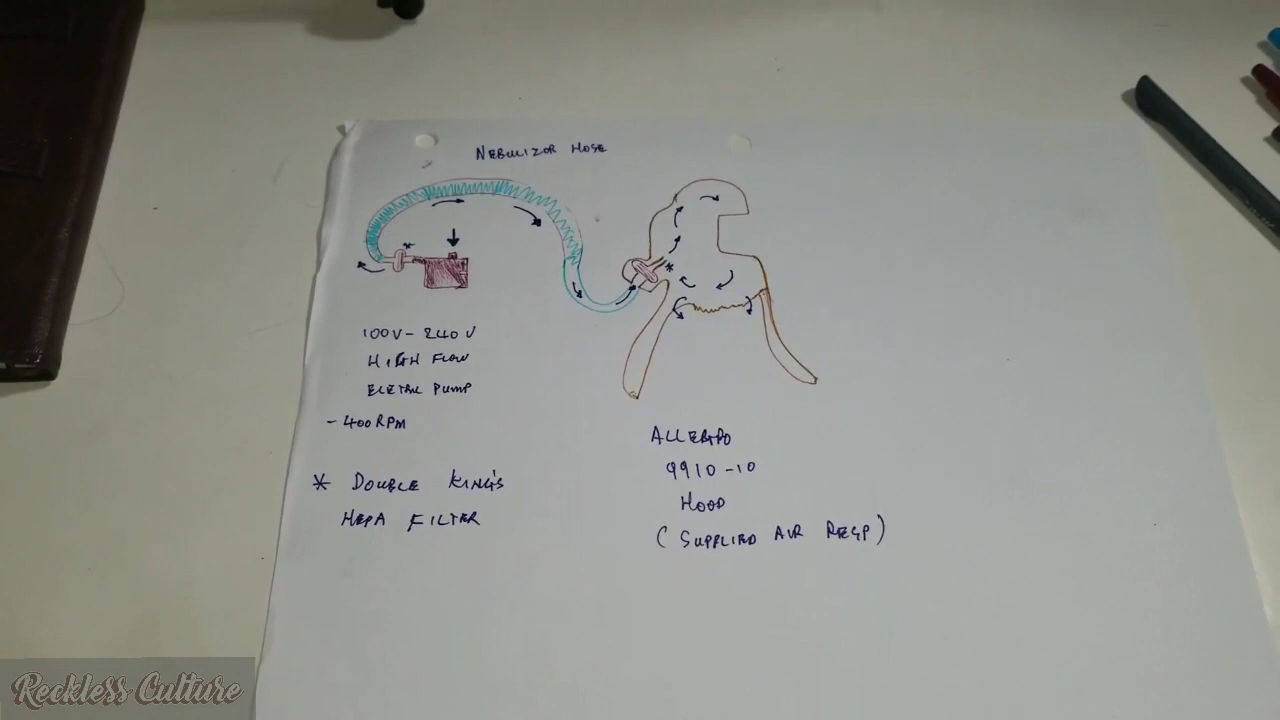 NEBULIZOR HOSE
100V - 240V
HIGH FLOW
ELETRL PUMP
- 400 RPM
* DOUBLE KING'S
HEPA FILTER
ALLEGRO
9910-10
HOOD
(SUPPLIED AIR RESP)
Reckless Culture